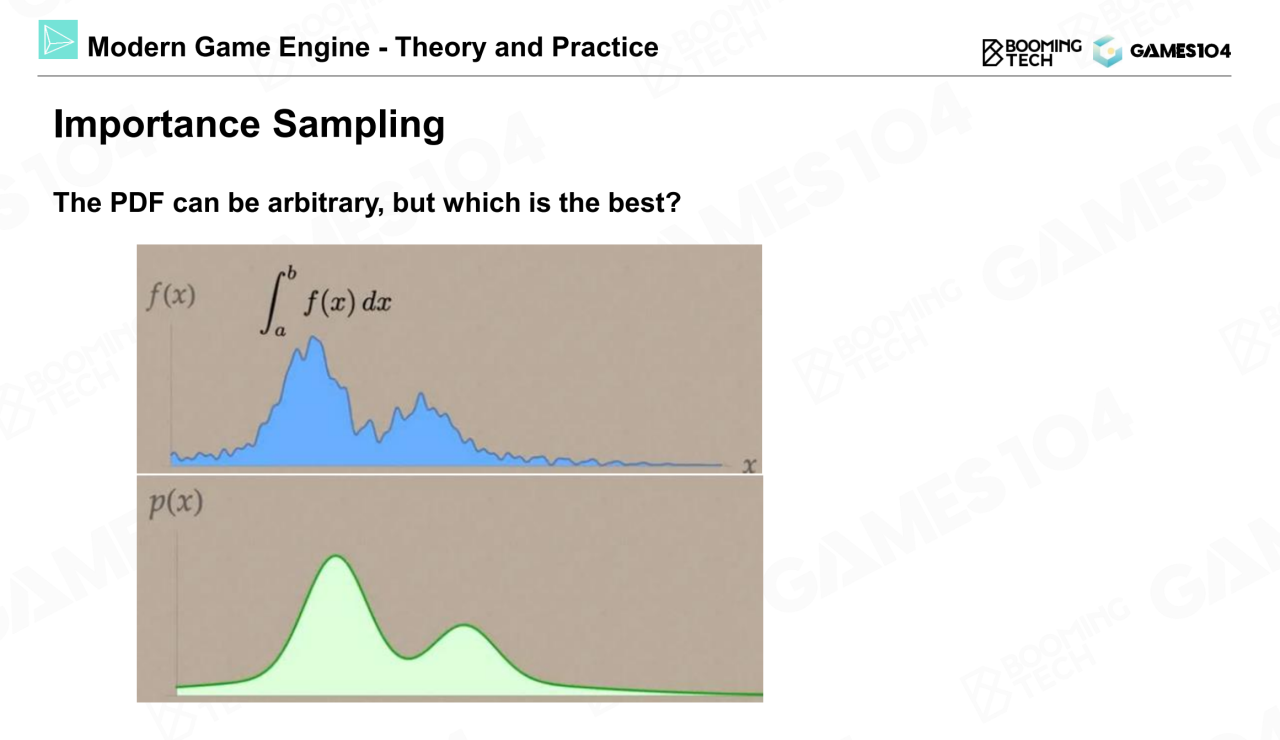 Modern Game Engine - Theory and Practice
BOOMING
TECH
GAMES104
Importance Sampling
The PDF can be arbitrary, but which is the best?
f(x)
∫_a^b f(x) dx
x
p(x)